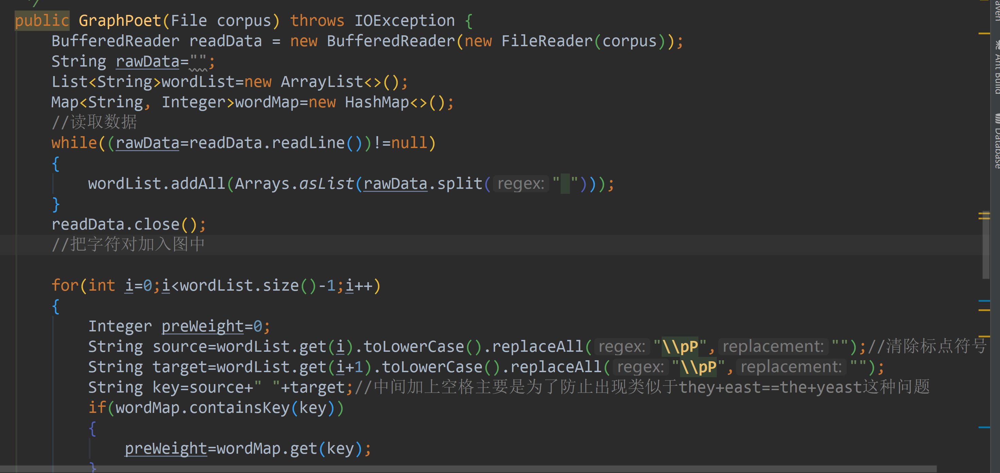 */
public GraphPoet(File corpus) throws IOException {
BufferedReader readData = new BufferedReader(new FileReader(corpus));
String rawData="";
List<String>wordList=new ArrayList<>();
Map<String, Integer>wordMap=new HashMap<>();
//读取数据
while((rawData=readData.readLine())!=null)
{
wordList.addAll(Arrays.asList(rawData.split( regex: " ")));
}
readData.close();
//把字符对加入图中
for(int i=0;i<wordList.size()-1;i++)
{
Integer preWeight=0;
String source=wordList.get(i).toLowerCase().replaceAll( regex: "\\pP", replacement: "");//清除标点符号
String target=wordList.get(i+1).toLowerCase().replaceAll( regex: "\\pP", replacement: "");
String key=source+" "+target;//中间加上空格主要是为了防止出现类似于they+east==the+yeast这种问题
if(wordMap.containsKey(key))
{
preWeight=wordMap.get(key);
}
Ant Build
Database